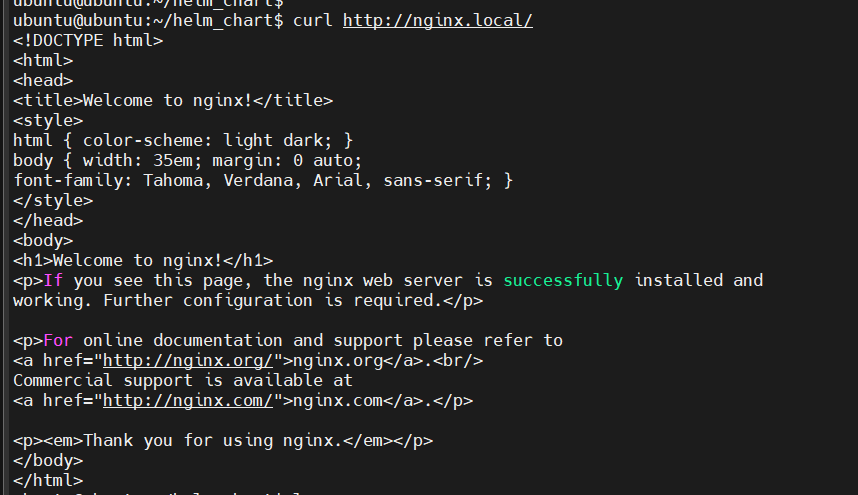 ubuntu@ubuntu:~/helm_chart$
ubuntu@ubuntu:~/helm_chart$ curl http://nginx.local/
<!DOCTYPE html>
<html>
<head>
<title>Welcome to nginx!</title>
<style>
html { color-scheme: light dark; }
body { width: 35em; margin: 0 auto;
font-family: Tahoma, Verdana, Arial, sans-serif; }
</style>
</head>
<body>
<h1>Welcome to nginx!</h1>
<p>If you see this page, the nginx web server is successfully installed and
working. Further configuration is required.</p>

<p>For online documentation and support please refer to
<a href="http://nginx.org/">nginx.org</a>.<br/>
Commercial support is available at
<a href="http://nginx.com/">nginx.com</a>.</p>

<p><em>Thank you for using nginx.</em></p>
</body>
</html>